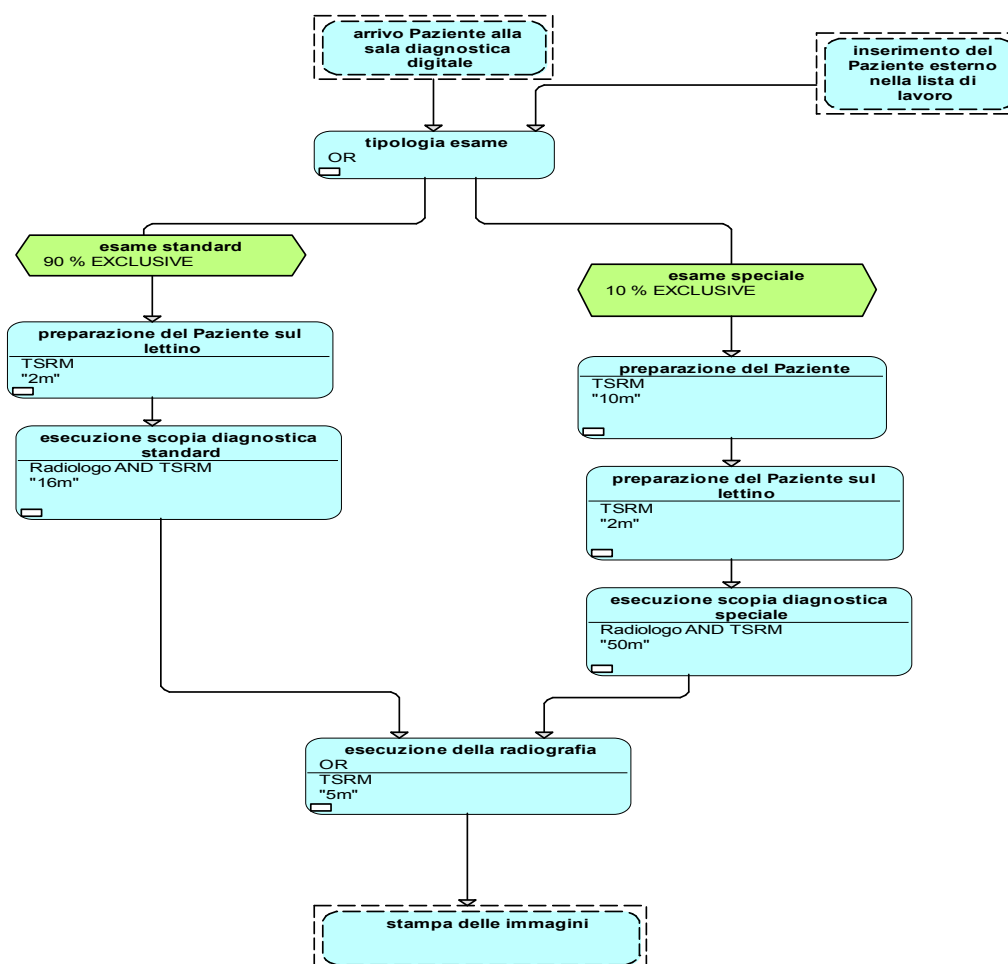 arrivo Paziente alla
sala diagnostica
digitale
inserimento del
Paziente esterno
nella lista di
lavoro
tipologia esame
OR
esame standard
90 % EXCLUSIVE
esame speciale
10 % EXCLUSIVE
preparazione del Paziente sul
lettino
TSRM
"2m"
preparazione del Paziente
TSRM
"10m"
esecuzione scopia diagnostica
standard
Radiologo AND TSRM
"16m"
preparazione del Paziente sul
lettino
TSRM
"2m"
esecuzione scopia diagnostica
speciale
Radiologo AND TSRM
"50m"
esecuzione della radiografia
OR
TSRM
"5m"
stampa delle immagini